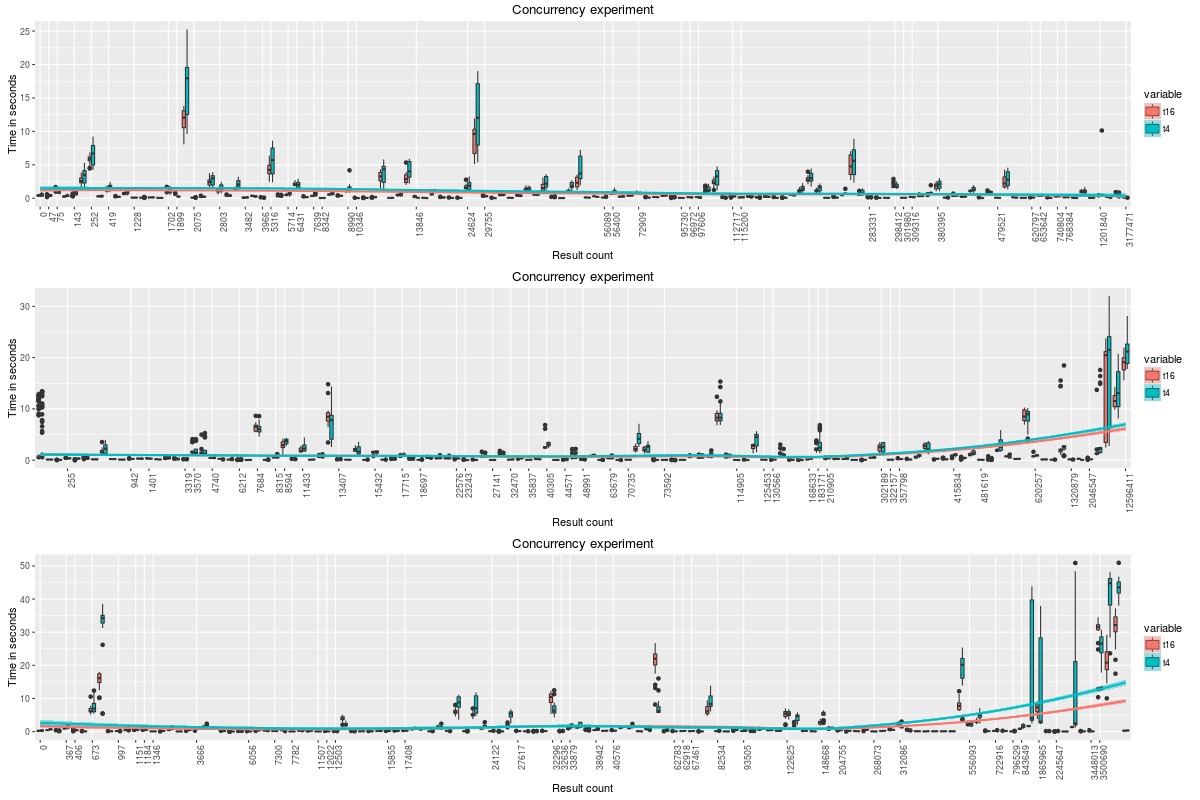 Concurrency experiment
Time in seconds
25
20
15
10
5
0
0 47 75 143 252 419 1228 1702 1899 2075 2803 3482 3966 5316 5714 6431 7639 8342 8990 10346 13846 24624 29755 56089 56400 72909 95730 96972 97506 112717 115200 283331 298412 301980 309316 380395 479521 620797 653642 740804 768384 1201840 3177471
Result count
variable
t16
t4
Concurrency experiment
Time in seconds
30
20
10
0
255 942 1401 3319 3570 4740 6212 7684 8315 8594 11433 13407 15432 17715 18697 22576 23243 27141 32470 35837 40305 44571 48991 63679 70735 73592 114905 125453 130566 168633 183171 210905 302189 322157 357798 415834 481619 620257 1320879 2046547 12596411
Result count
variable
t16
t4
Concurrency experiment
Time in seconds
50
40
30
20
10
0
0 367 406 673 997 1151 1184 1346 3666 6056 7300 7782 11507 12022 12503 15855 17408 24122 27617 32296 32636 33879 38942 40576 62783 62918 67461 82534 93005 122625 148668 204755 268073 312086 556093 722916 796529 843649 1865965 2245647 3448013 3500690
Result count
variable
t16
t4